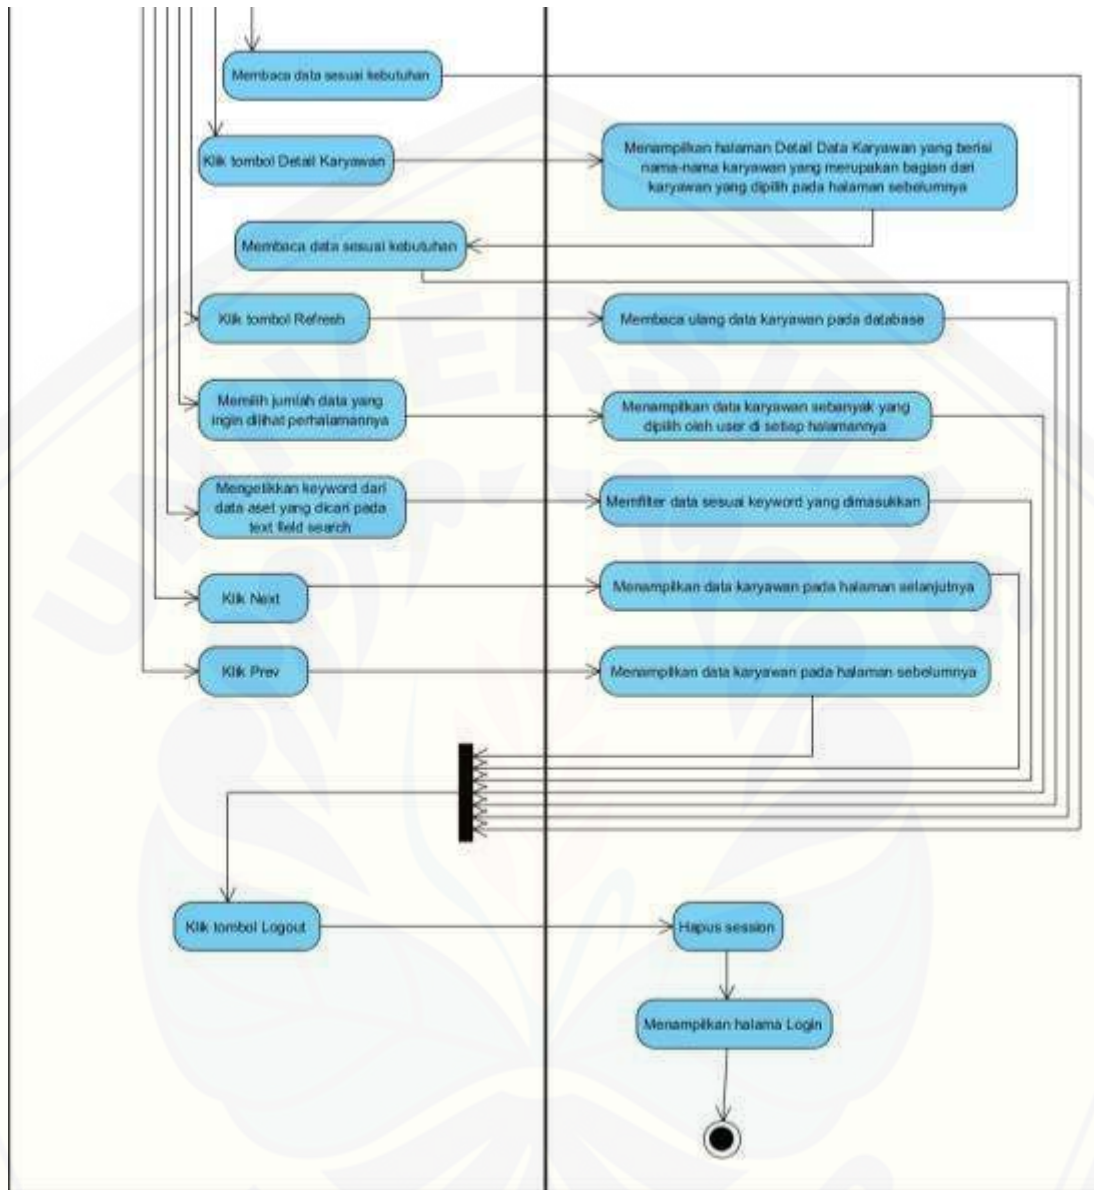 Membaca data sesuai kebutuhan
Klik tombol Detail Karyawan
Menampilkan halaman Detail Data Karyawan yang berisi
nama-nama karyawan yang merupakan bagian dari
karyawan yang dipilih pada halaman sebelumnya
Membaca data sesuai kebutuhan
Klik tombol Refresh
Membaca ulang data karyawan pada database
Memilih jumlah data yang
ingin dilihat perhalamannya
Menampilkan data karyawan sebanyak yang
dipilih oleh user di setiap halamannya
Mengetikkan keyword dari
data aset yang dicari pada
text field search
Memfilter data sesuai keyword yang dimasukkan
Klik Next
Menampilkan data karyawan pada halaman selanjutnya
Klik Prev
Menampilkan data karyawan pada halaman sebelumnya
Klik tombol Logout
Hapus session
Menampilkan halama Login